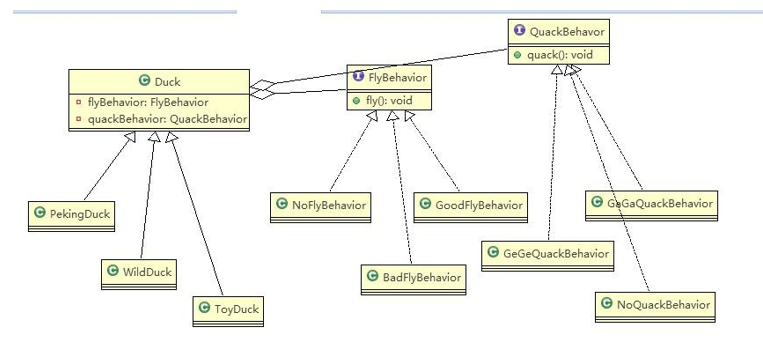 QuackBehavor
quack(): void
Duck
flyBehavior: FlyBehavior
quackBehavior: QuackBehavior
FlyBehavior
fly(): void
PekingDuck
WildDuck
ToyDuck
NoFlyBehavior
BadFlyBehavior
GoodFlyBehavior
GeGeQuackBehavior
GaGaQuackBehavior
NoQuackBehavior